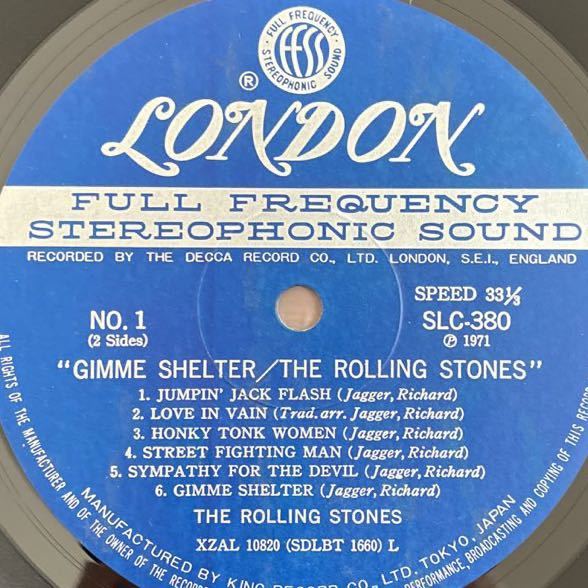 FULL FREQUENCY
FFSS
STEREOPHONIC SOUND
®
LONDON
FULL FREQUENCY
STEREOPHONIC SOUND
RECORDED BY THE DECCA RECORD CO., LTD. LONDON, S.E.I., ENGLAND
SPEED 33⅓
NO. 1
SLC-380
(2 Sides)
℗ 1971
"GIMME SHELTER/THE ROLLING STONES"
1. JUMPIN' JACK FLASH (Jagger, Richard)
2. LOVE IN VAIN (Trad. arr. Jagger, Richard)
3. HONKY TONK WOMEN (Jagger, Richard)
4. STREET FIGHTING MAN (Jagger, Richard)
5. SYMPATHY FOR THE DEVIL (Jagger, Richard)
6. GIMME SHELTER (Jagger, Richard)
THE ROLLING STONES
XZAL 10820 (SDLBT 1660) L
MANUFACTURED BY KING RECORD CO., LTD. TOKYO, JAPAN
ALL RIGHTS OF THE MANUFACTURER AND OF THE OWNER OF THE RECORDED
PERFORMANCE, BROADCASTING AND COPYING OF THIS RECORD